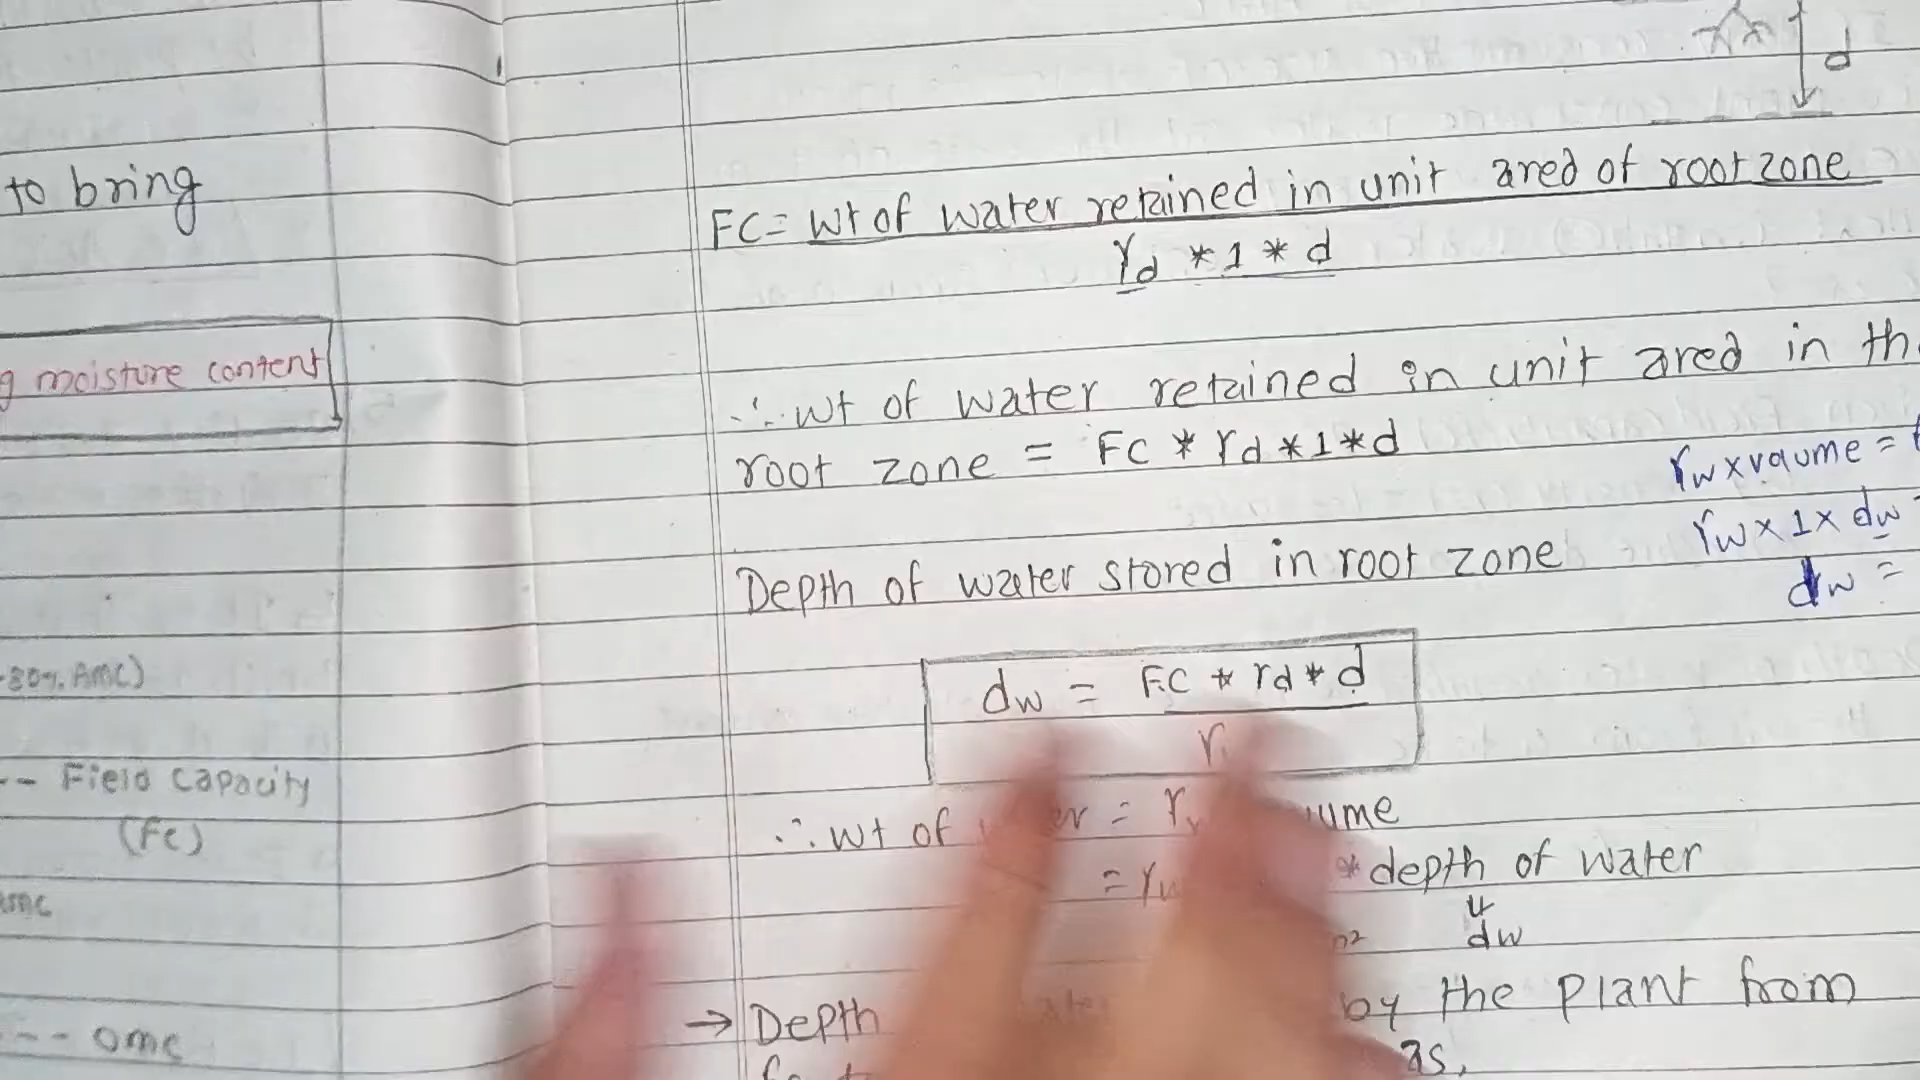 d
to bring
FC = wt of water retained in unit area of root zone
γd * 1 * d
g moisture content
∴ wt of water retained in unit area in th
root zone = Fc * γd * 1 * d
γw x voume =
γw x 1 x dw
Depth of water stored in root zone
dw =
-80% AMC)
dw = FC * γd * d
-- Field Capacity
(FC)
∴ wt of
* depth of water
dw
--- OMC
→ Depth by the plant from
as,